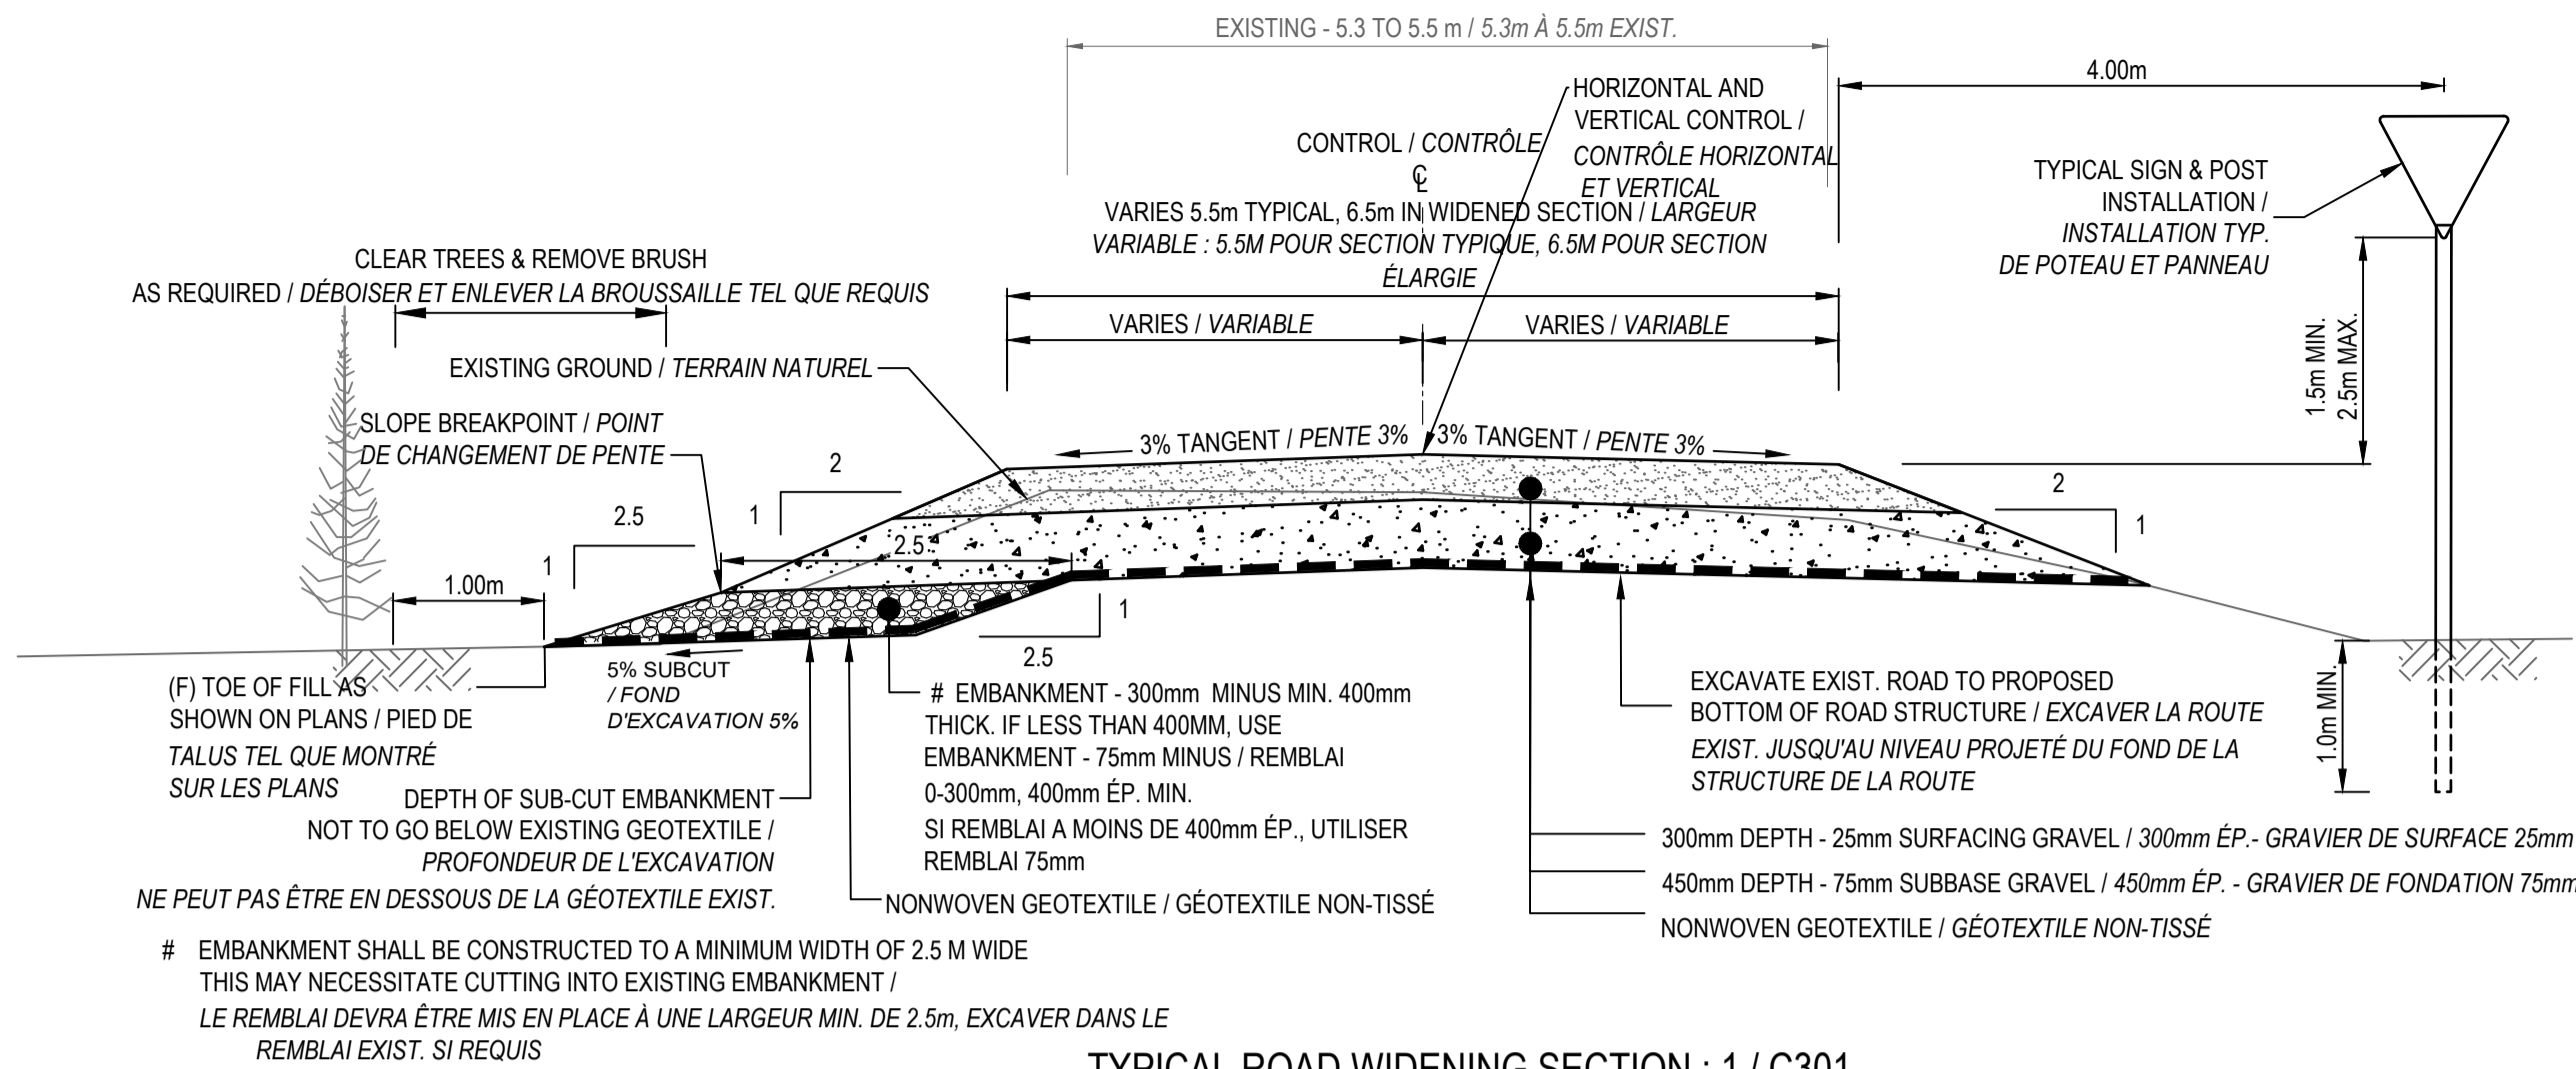 EXISTING - 5.3 TO 5.5 m / 5.3m À 5.5m EXIST.
4.00m
HORIZONTAL AND
VERTICAL CONTROL /
CONTRÔLE HORIZONTAL
ET VERTICAL
CONTROL / CONTRÔLE
℄
VARIES 5.5m TYPICAL, 6.5m IN WIDENED SECTION / LARGEUR
VARIABLE : 5.5M POUR SECTION TYPIQUE, 6.5M POUR SECTION
ÉLARGIE
VARIES / VARIABLE
VARIES / VARIABLE
TYPICAL SIGN & POST
INSTALLATION /
INSTALLATION TYP.
DE POTEAU ET PANNEAU
1.5m MIN.
2.5m MAX.
CLEAR TREES & REMOVE BRUSH
AS REQUIRED / DÉBOISER ET ENLEVER LA BROUSSAILLE TEL QUE REQUIS
EXISTING GROUND / TERRAIN NATUREL
SLOPE BREAKPOINT / POINT
DE CHANGEMENT DE PENTE
3% TANGENT / PENTE 3%
3% TANGENT / PENTE 3%
2
1
2.5
1
2.5
2
1
1.00m
1
2.5
1.0m MIN.
(F) TOE OF FILL AS
SHOWN ON PLANS / PIED DE
TALUS TEL QUE MONTRÉ
SUR LES PLANS
5% SUBCUT
/ FOND
D'EXCAVATION 5%
DEPTH OF SUB-CUT EMBANKMENT
NOT TO GO BELOW EXISTING GEOTEXTILE /
PROFONDEUR DE L'EXCAVATION
NE PEUT PAS ÊTRE EN DESSOUS DE LA GÉOTEXTILE EXIST.
# EMBANKMENT - 300mm MINUS MIN. 400mm
THICK. IF LESS THAN 400MM, USE
EMBANKMENT - 75mm MINUS / REMBLAI
0-300mm, 400mm ÉP. MIN.
SI REMBLAI A MOINS DE 400mm ÉP., UTILISER
REMBLAI 75mm
NONWOVEN GEOTEXTILE / GÉOTEXTILE NON-TISSÉ
EXCAVATE EXIST. ROAD TO PROPOSED
BOTTOM OF ROAD STRUCTURE / EXCAVER LA ROUTE
EXIST. JUSQU'AU NIVEAU PROJETÉ DU FOND DE LA
STRUCTURE DE LA ROUTE
300mm DEPTH - 25mm SURFACING GRAVEL / 300mm ÉP.- GRAVIER DE SURFACE 25mm
450mm DEPTH - 75mm SUBBASE GRAVEL / 450mm ÉP. - GRAVIER DE FONDATION 75mm
NONWOVEN GEOTEXTILE / GÉOTEXTILE NON-TISSÉ
# EMBANKMENT SHALL BE CONSTRUCTED TO A MINIMUM WIDTH OF 2.5 M WIDE
THIS MAY NECESSITATE CUTTING INTO EXISTING EMBANKMENT /
LE REMBLAI DEVRA ÊTRE MIS EN PLACE À UNE LARGEUR MIN. DE 2.5m, EXCAVER DANS LE
REMBLAI EXIST. SI REQUIS
TYPICAL ROAD WIDENING SECTION : 1 / C301